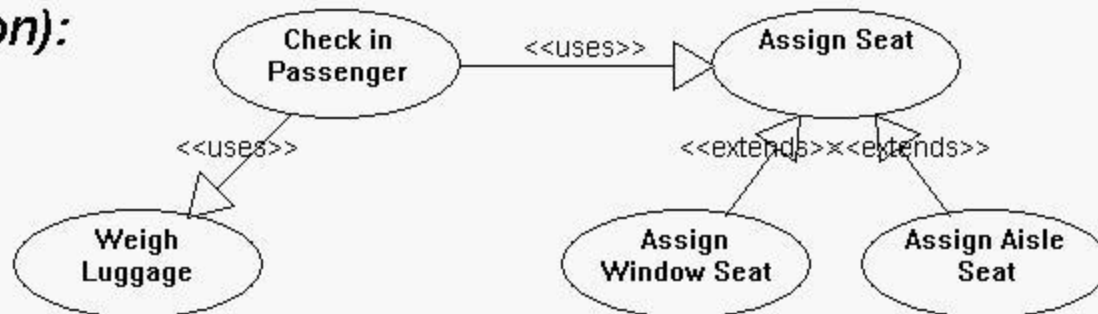 on):
Check in
Passenger
<<uses>>
Assign Seat
<<uses>>
<<extends>>
<<extends>>
Weigh
Luggage
Assign
Window Seat
Assign Aisle
Seat